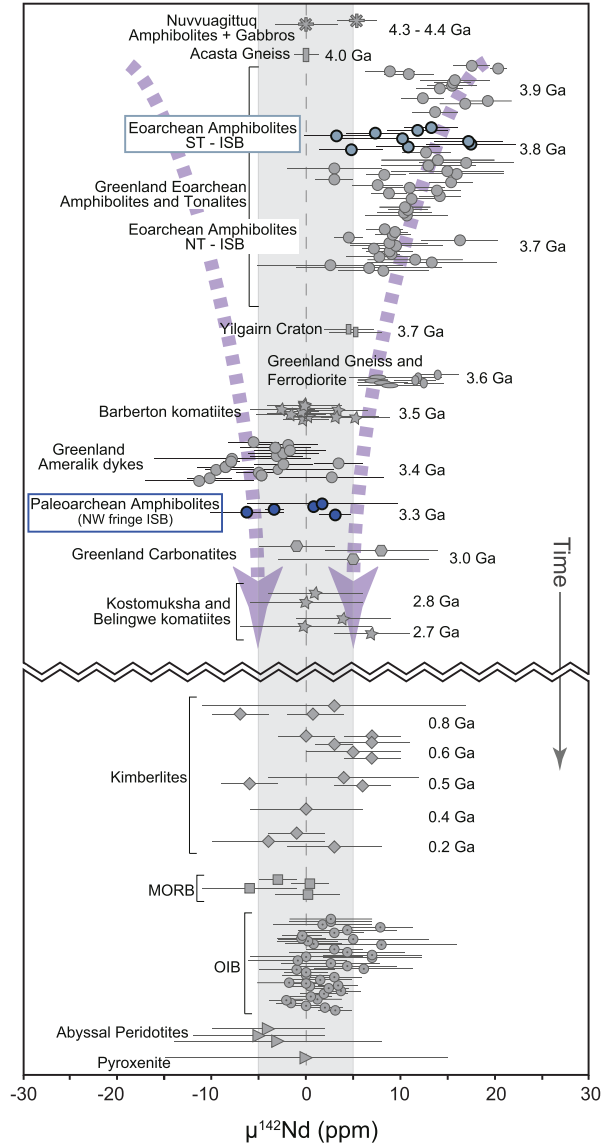 Nuvvuagittuq
Amphibolites + Gabbros
4.3 - 4.4 Ga
Acasta Gneiss
4.0 Ga
3.9 Ga
Eoarchean Amphibolites
ST - ISB
3.8 Ga
Greenland Eoarchean
Amphibolites and Tonalites
Eoarchean Amphibolites
NT - ISB
3.7 Ga
Yilgairn Craton
3.7 Ga
Greenland Gneiss and
Ferrodiorite
3.6 Ga
Barberton komatiites
3.5 Ga
Greenland
Ameralik dykes
3.4 Ga
Paleoarchean Amphibolites
(NW fringe ISB)
3.3 Ga
Greenland Carbonatites
3.0 Ga
Time
Kostomuksha and
Belingwe komatiites
2.8 Ga
2.7 Ga
Kimberlites
0.8 Ga
0.6 Ga
0.5 Ga
0.4 Ga
0.2 Ga
MORB
OIB
Abyssal Peridotites
Pyroxenite
-30 -20 -10 0 10 20 30
µ¹⁴²Nd (ppm)